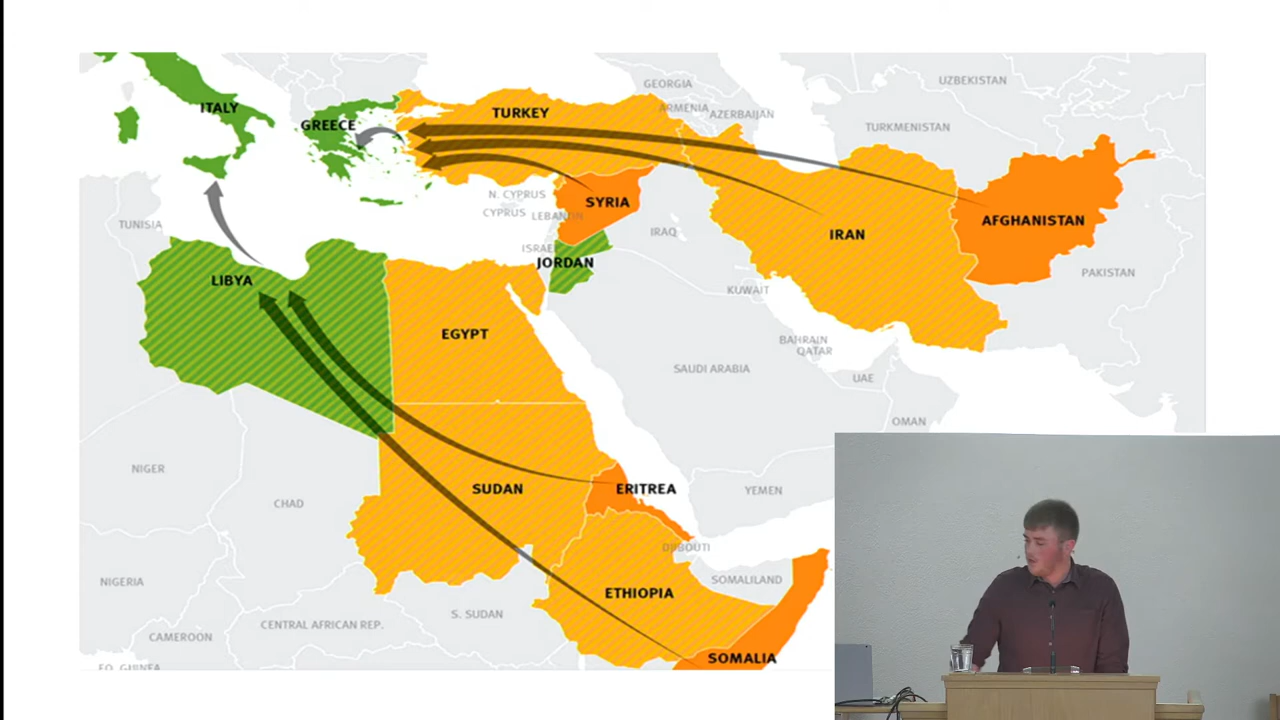 GEORGIA
UZBEKISTAN
ITALY
ARMENIA
AZERBAIJAN
TURKEY
GREECE
TURKMENISTAN
N. CYPRUS
SYRIA
CYPRUS
LEBANON
AFGHANISTAN
TUNISIA
IRAQ
IRAN
ISRAEL
JORDAN
PAKISTAN
LIBYA
KUWAIT
EGYPT
BAHRAIN
QATAR
SAUDI ARABIA
UAE
OMAN
NIGER
SUDAN
ERITREA
YEMEN
CHAD
DJIBOUTI
NIGERIA
SOMALILAND
ETHIOPIA
S. SUDAN
CENTRAL AFRICAN REP.
CAMEROON
SOMALIA
EQ. GUINEA